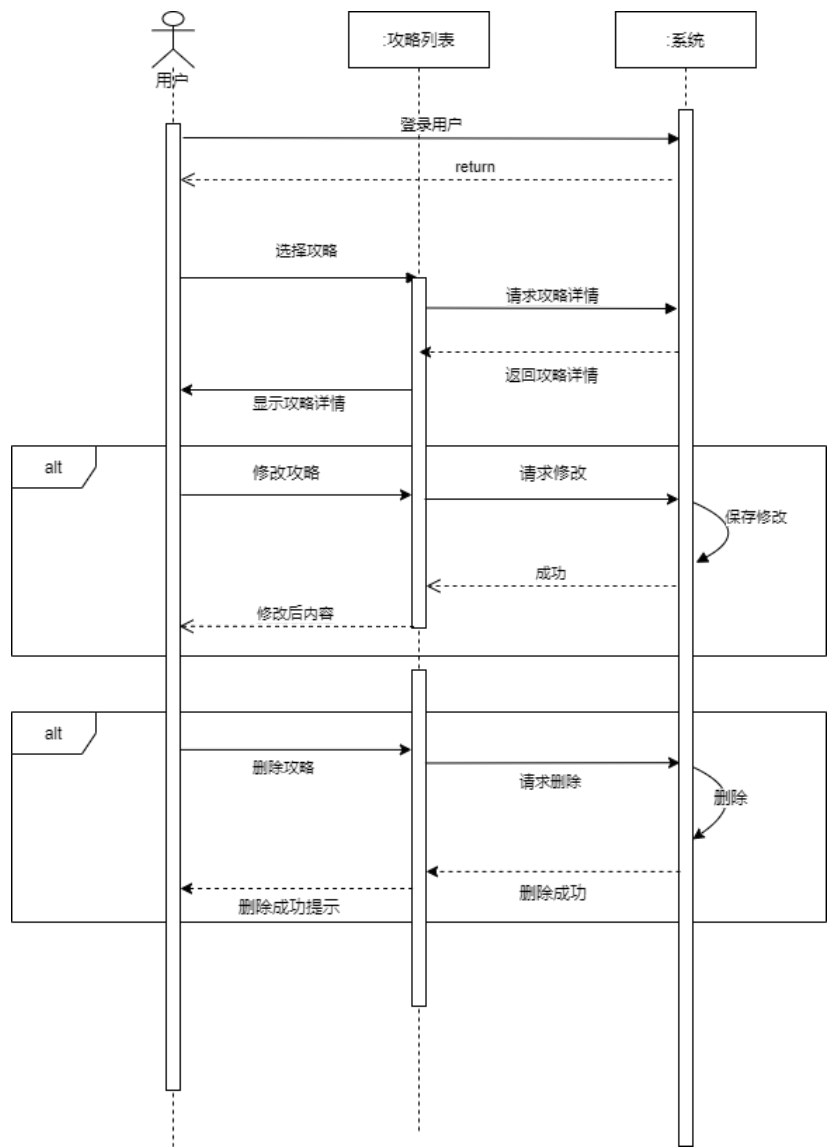 用户
:攻略列表
:系统
登录用户
return
选择攻略
请求攻略详情
返回攻略详情
显示攻略详情
alt
修改攻略
请求修改
保存修改
成功
修改后内容
alt
删除攻略
请求删除
删除
删除成功
删除成功提示